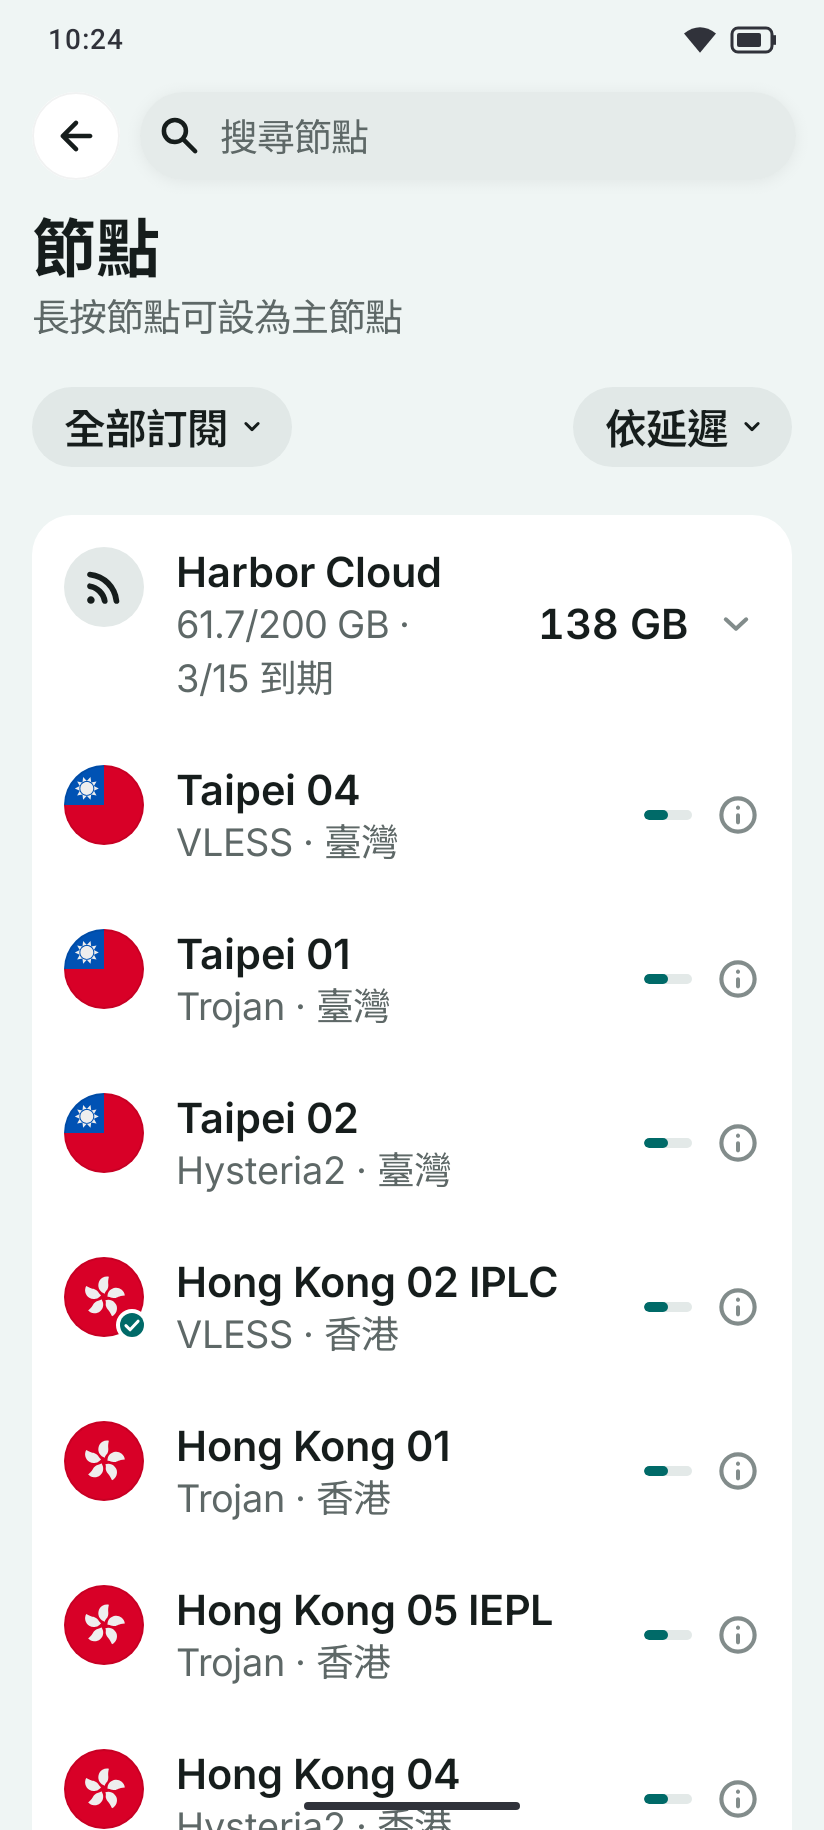 10:24
搜尋節點
節點
長按節點可設為主節點
全部訂閱
依延遲
Harbor Cloud
61.7/200 GB ·
3/15 到期
138 GB
Taipei 04
VLESS · 臺灣
Taipei 01
Trojan · 臺灣
Taipei 02
Hysteria2 · 臺灣
Hong Kong 02 IPLC
VLESS · 香港
Hong Kong 01
Trojan · 香港
Hong Kong 05 IEPL
Trojan · 香港
Hong Kong 04
Hysteria2 · 香港